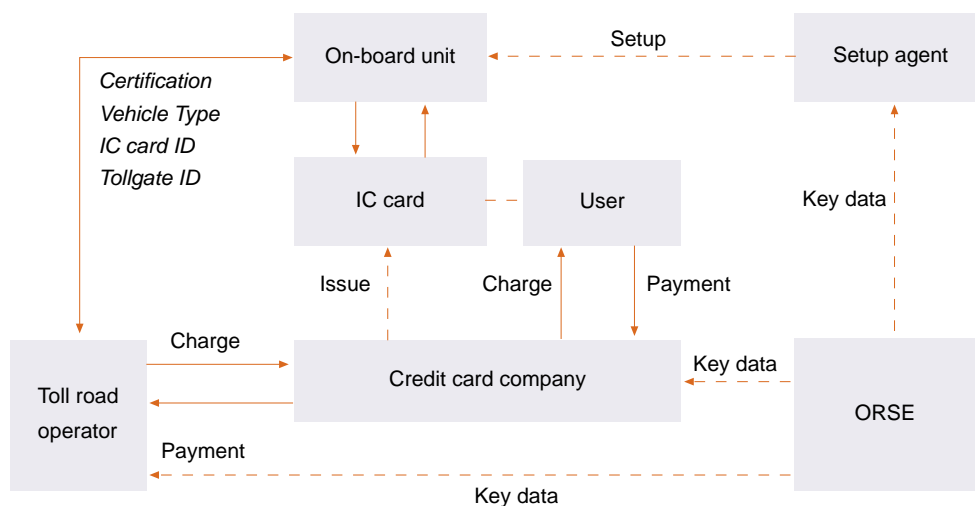 On-board unit
Setup
Setup agent
Certification
Vehicle Type
IC card ID
Tollgate ID
IC card
User
Key data
Issue
Charge
Payment
Charge
Toll road
operator
Credit card company
Key data
ORSE
Payment
Key data